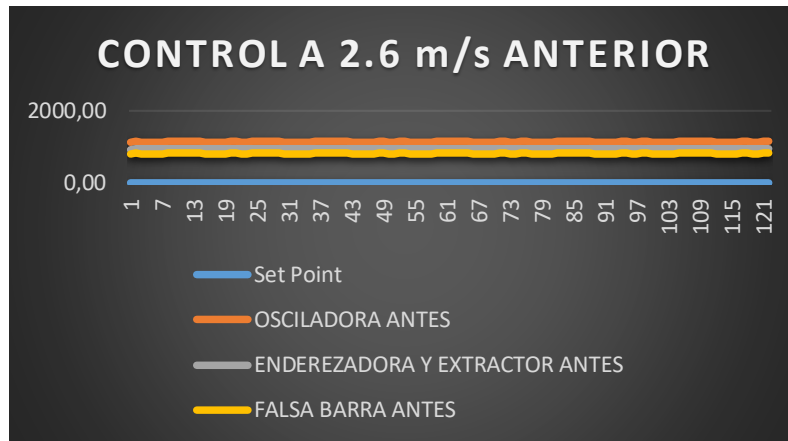 CONTROL A 2.6 m/s ANTERIOR
2000,00
0,00
1 7 13 19 25 31 37 43 49 55 61 67 73 79 85 91 97 103 109 115 121
Set Point
OSCILADORA ANTES
ENDEREZADORA Y EXTRACTOR ANTES
FALSA BARRA ANTES